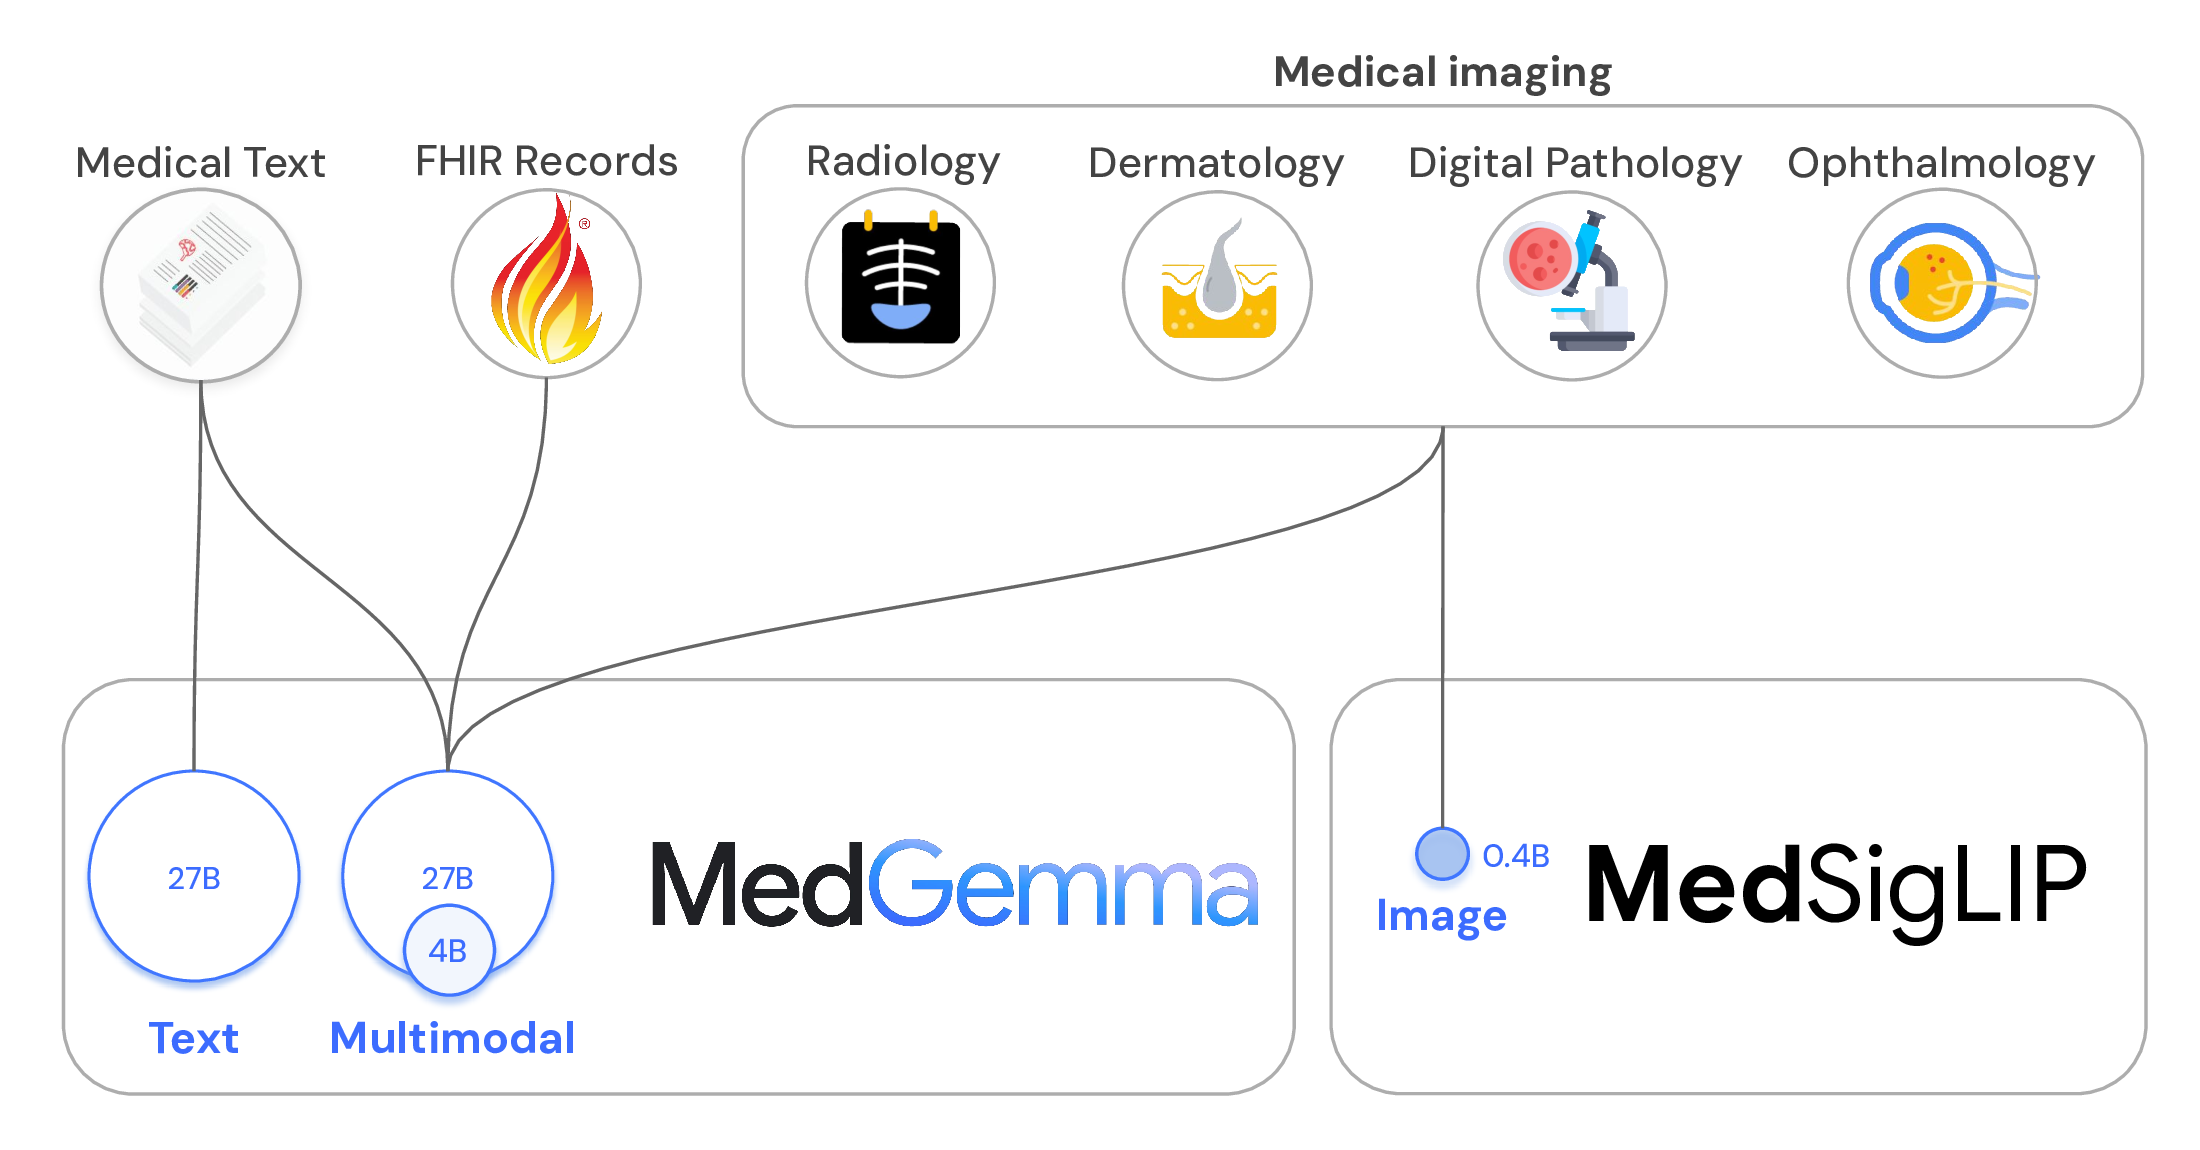 Medical imaging
Medical Text
FHIR Records
Radiology
Dermatology
Digital Pathology
Ophthalmology
®
27B
27B
4B
Text
Multimodal
MedGemma
0.4B
Image
MedSigLIP